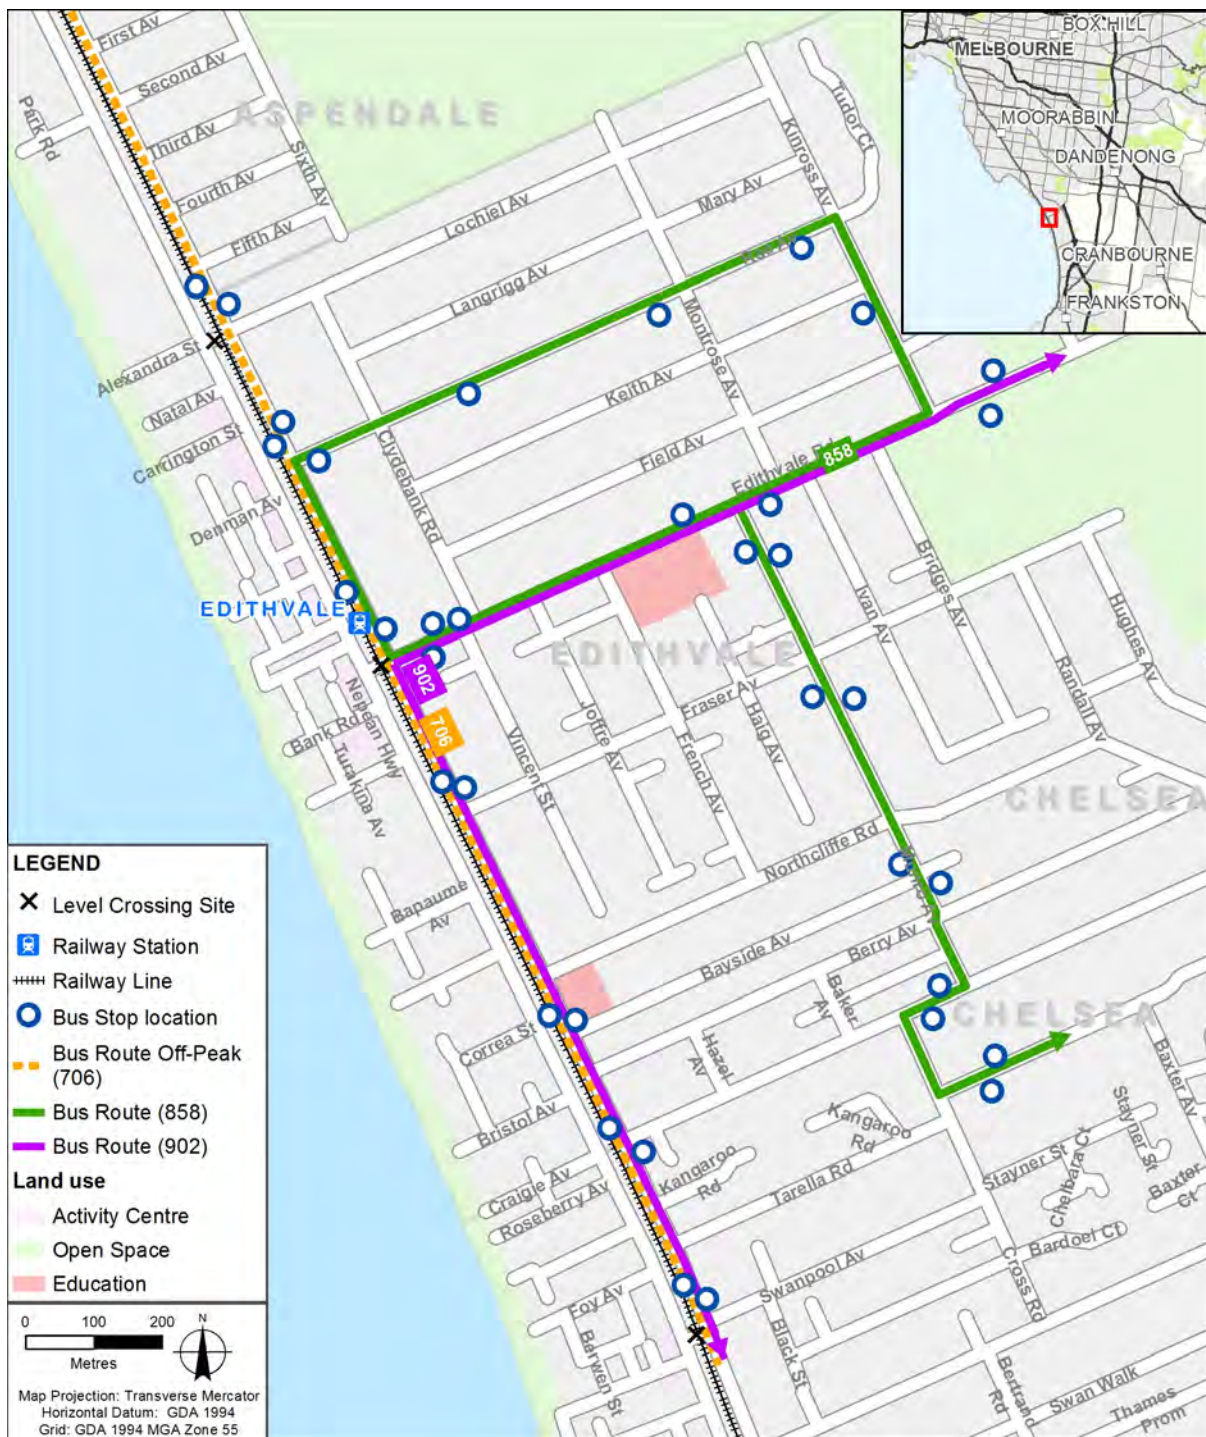 First Av
Second Av
Third Av
Fourth Av
Fifth Av
Sixth Av
Park Rd
ASPENDALE
Lochiel Av
Langrigg Av
Mary Av
Kinross Av
Tudor Ct
BOX HILL
MELBOURNE
MOORABBIN
DANDENONG
CRANBOURNE
FRANKSTON
Alexandra St
Natal Av
Carrington St
Denman Av
Clydebank Rd
Keith Av
Field Av
Montrose Av
Edithvale Rd
858
EDITHVALE
EDITHVALE
902
706
Nepean Hwy
Bank Rd
Turakina Av
Vincent St
Joffre Av
Fraser Av
French Av
Haig Av
Ivan Av
Bridges Av
Hughes Av
Randall Av
CHELSEA
Northcliffe Rd
Bapaume
Av
Bayside Av
Berry Av
Baker
Av
CHELSEA
Correa St
Hazel
Av
Bristol Av
Kangaroo
Rd
Kangaroo
Rd
Tarella Rd
Craigie Av
Roseberry Av
Stayner St
Chelbara Ct
Stayner
St
Baxter Av
Baxter
Ct
Bardoel Ct
Cross Rd
Swanpool Av
Foy Av
Berwen St
Black St
Bertrand
Rd
Swan Walk
Thames
Prom
LEGEND
Level Crossing Site
Railway Station
Railway Line
Bus Stop location
Bus Route Off-Peak
(706)
Bus Route (858)
Bus Route (902)
Land use
Activity Centre
Open Space
Education
0 100 200
Metres
N
Map Projection: Transverse Mercator
Horizontal Datum: GDA 1994
Grid: GDA 1994 MGA Zone 55